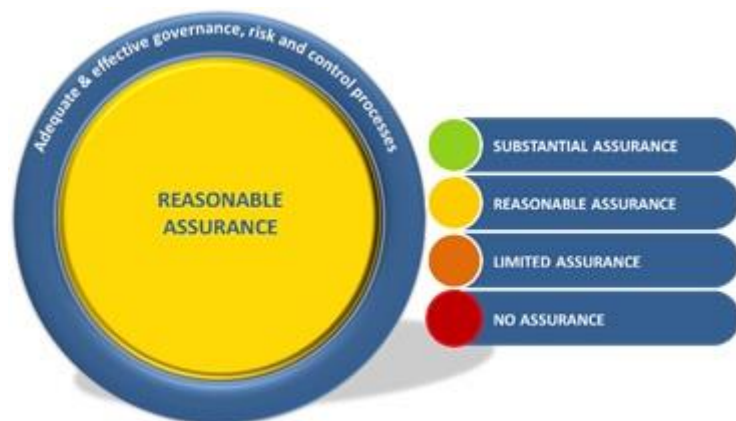 Adequate & effective governance, risk and control processes
REASONABLE
ASSURANCE
SUBSTANTIAL ASSURANCE
REASONABLE ASSURANCE
LIMITED ASSURANCE
NO ASSURANCE